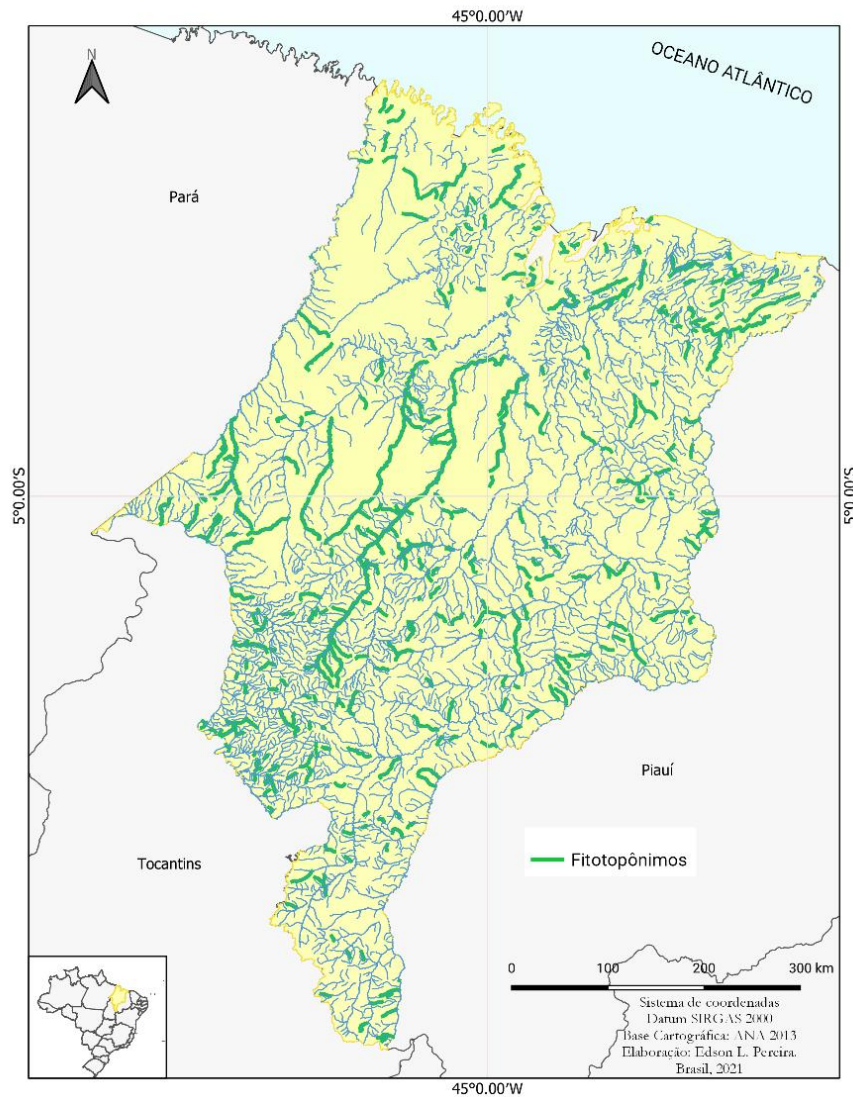 45°0.00'W
OCEANO ATLÂNTICO
N
Pará
5°0.00'S
5°0.00'S
Piauí
Tocantins
Fitotopônimos
0 100 200 300 km
Sistema de coordenadas
Datum SIRGAS 2000
Base Cartográfica: ANA 2013
Elaboração: Edson L. Pereira.
Brasil, 2021
45°0.00'W